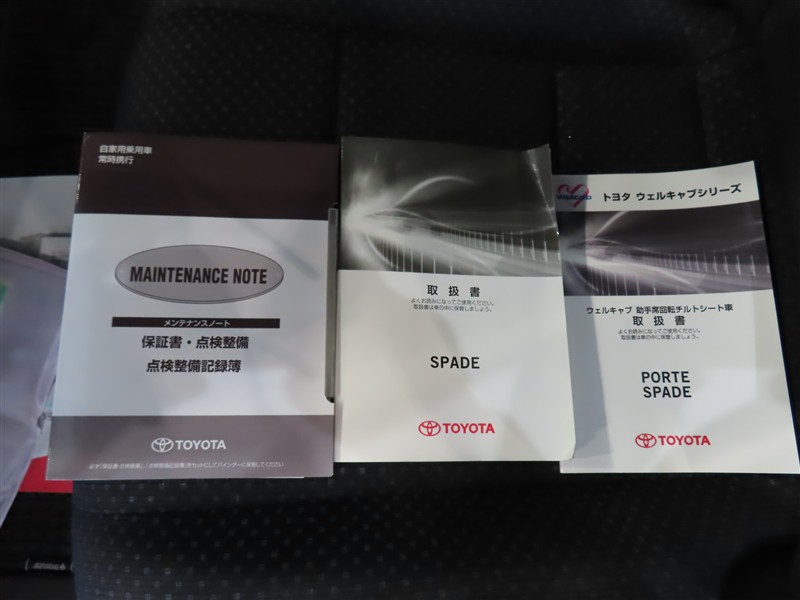 自家用乗用車
常時携行
MAINTENANCE NOTE
メンテナンスノート
保証書・点検整備
点検整備記録簿
TOYOTA
取扱書
よくお読みになってご使用ください。
取扱書は車の中に保管しましょう。
SPADE
TOYOTA
トヨタ ウェルキャブシリーズ
ウェルキャブ 助手席回転チルトシート車
取扱書
よくお読みになってご使用ください。
取扱書は車の中に保管しましょう。
PORTE
SPADE
TOYOTA